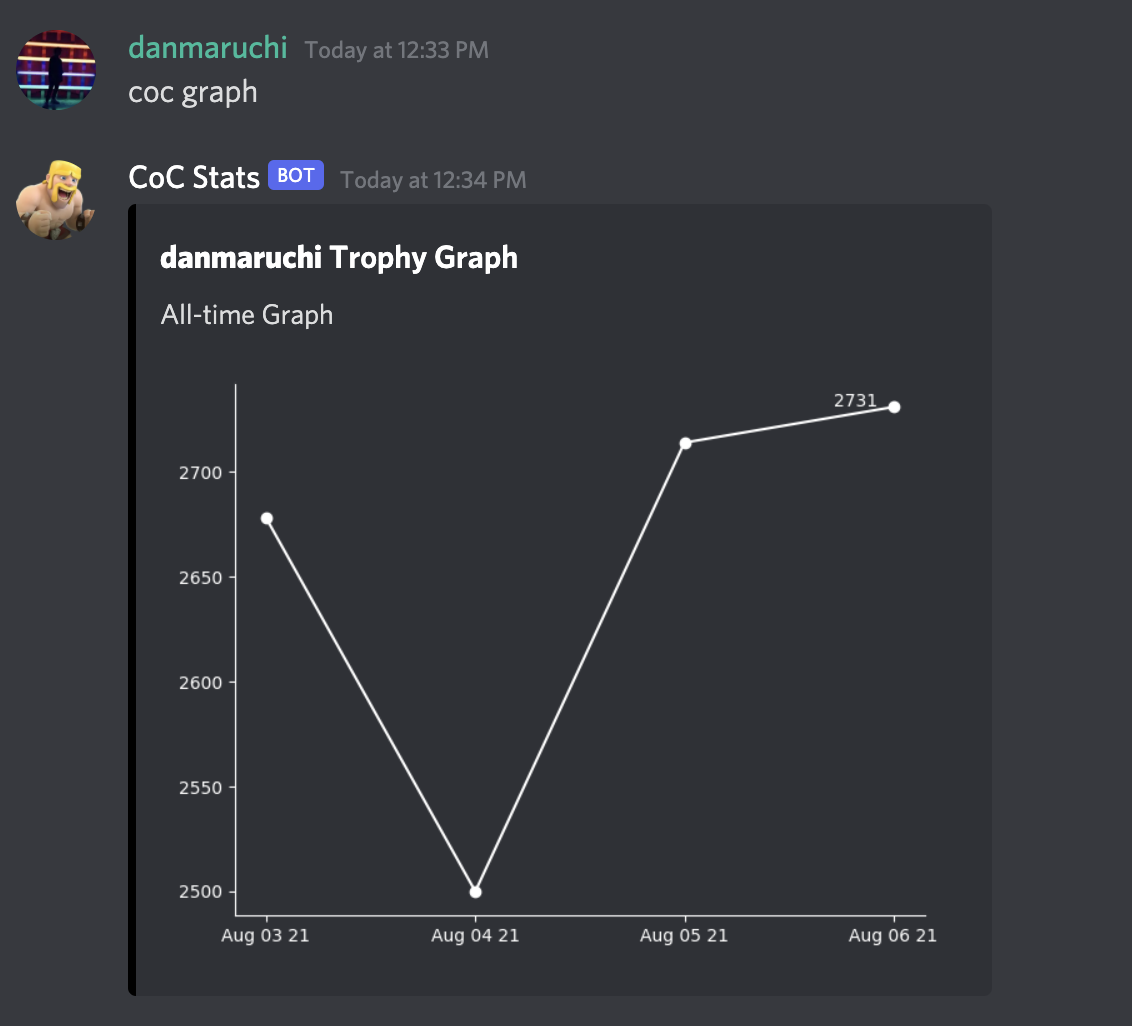 danmaruchi Today at 12:33 PM
coc graph
CoC Stats BOT Today at 12:34 PM
danmaruchi Trophy Graph
All-time Graph
2731
2700
2650
2600
2550
2500
Aug 03 21 Aug 04 21 Aug 05 21 Aug 06 21